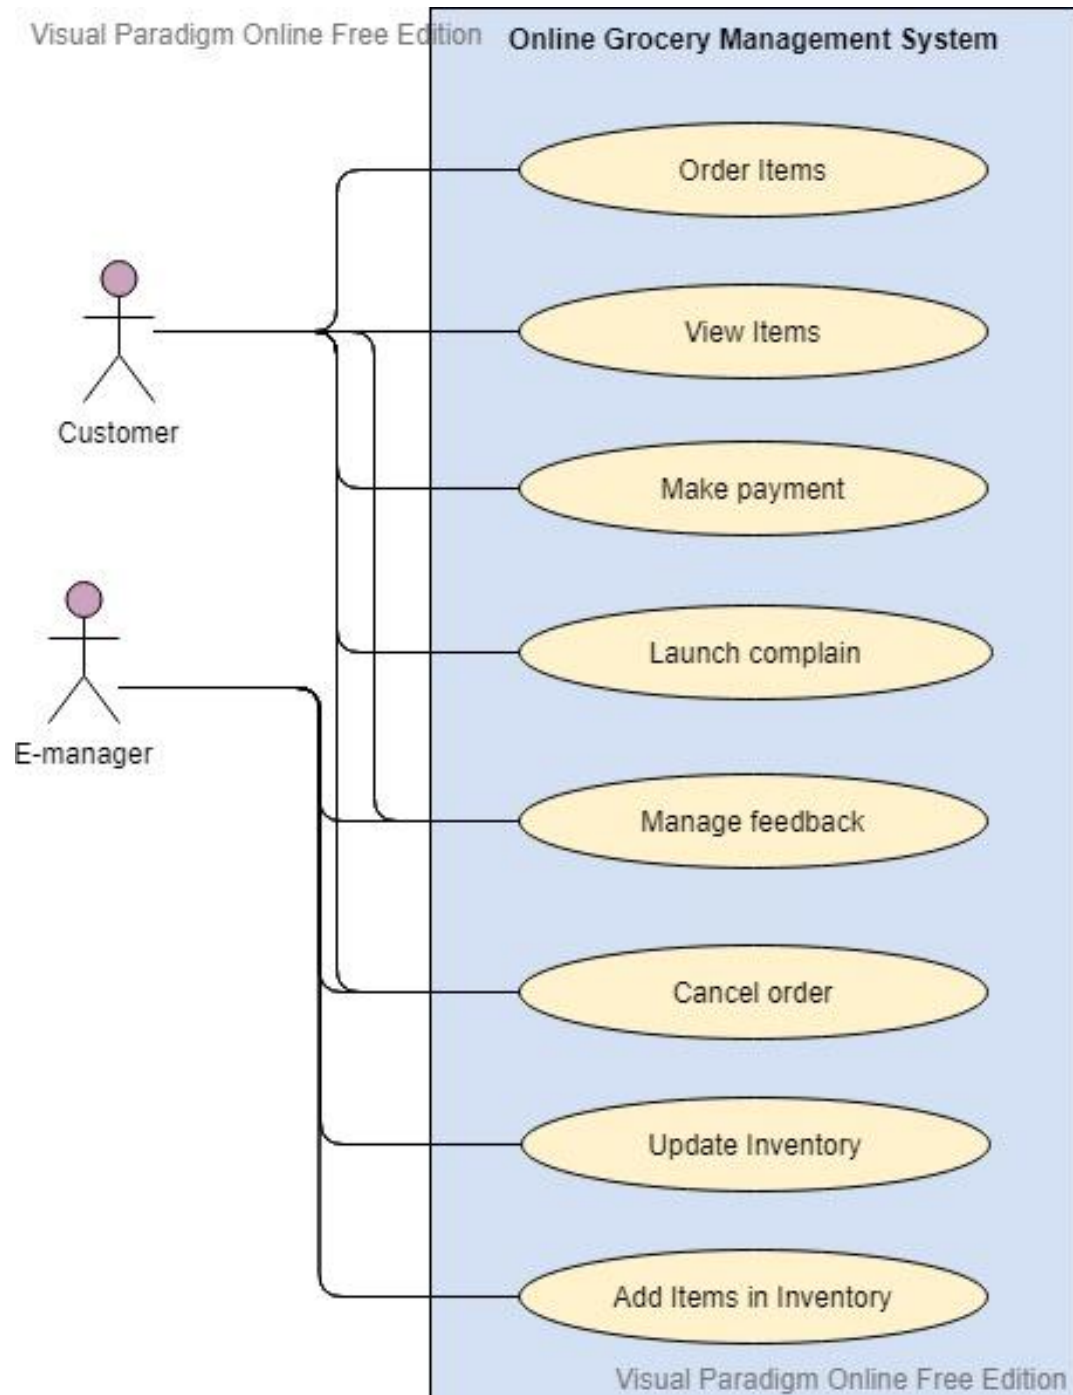 Visual Paradigm Online Free Edition
Online Grocery Management System
Order Items
View Items
Customer
Make payment
Launch complain
E-manager
Manage feedback
Cancel order
Update Inventory
Add Items in Inventory
Visual Paradigm Online Free Edition